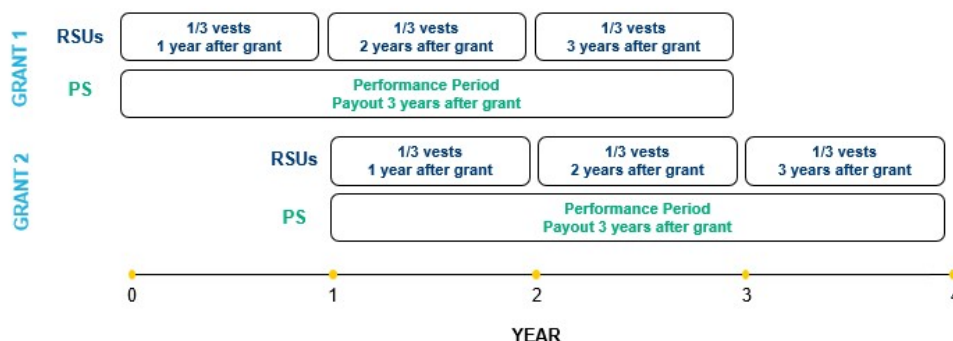 GRANT 1
RSUs
1/3 vests
1 year after grant
1/3 vests
2 years after grant
1/3 vests
3 years after grant
PS
Performance Period
Payout 3 years after grant
GRANT 2
RSUs
1/3 vests
1 year after grant
1/3 vests
2 years after grant
1/3 vests
3 years after grant
PS
Performance Period
Payout 3 years after grant
0 1 2 3 4
YEAR